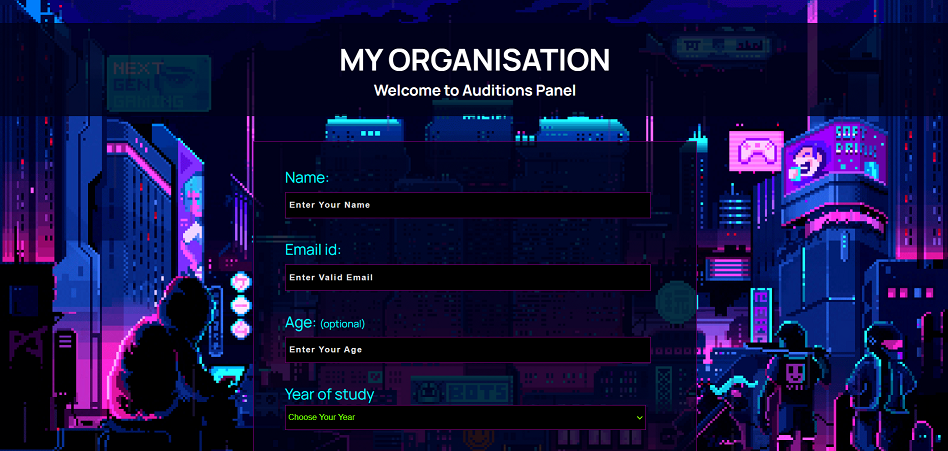 MY ORGANISATION
Welcome to Auditions Panel
NEXT
GEN
GAMING
SOFT
DRINK
Name:
Enter Your Name
Email id:
Enter Valid Email
Age: (optional)
Enter Your Age
Year of study
BOTS
Choose Your Year